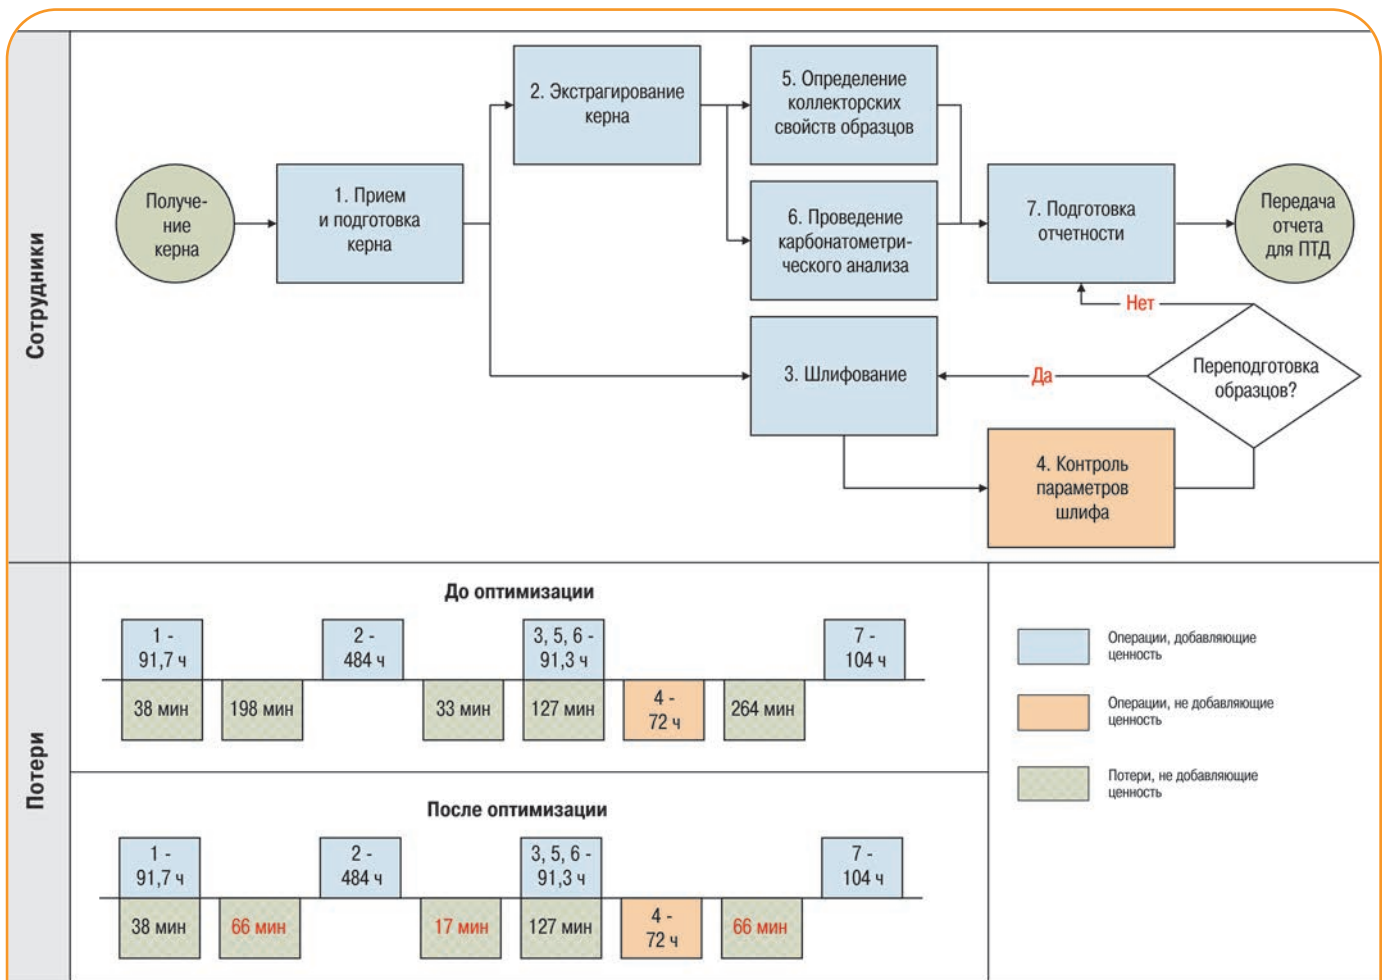 Сотрудники
Получе-
ние
керна
1. Прием
и подготовка
керна
2. Экстрагирование
керна
5. Определение
коллекторских
свойств образцов
6. Проведение
карбонатометри-
ческого анализа
7. Подготовка
отчетности
Передача
отчета
для ПТД
Нет
3. Шлифование
Да
Переподготовка
образцов?
4. Контроль
параметров
шлифа
Потери
До оптимизации
1 -
91,7 ч
2 -
484 ч
3, 5, 6 -
91,3 ч
7 -
104 ч
38 мин
198 мин
33 мин
127 мин
4 -
72 ч
264 мин
После оптимизации
1 -
91,7 ч
2 -
484 ч
3, 5, 6 -
91,3 ч
7 -
104 ч
38 мин
66 мин
17 мин
127 мин
4 -
72 ч
66 мин
Операции, добавляющие
ценность
Операции, не добавляющие
ценность
Потери, не добавляющие
ценность